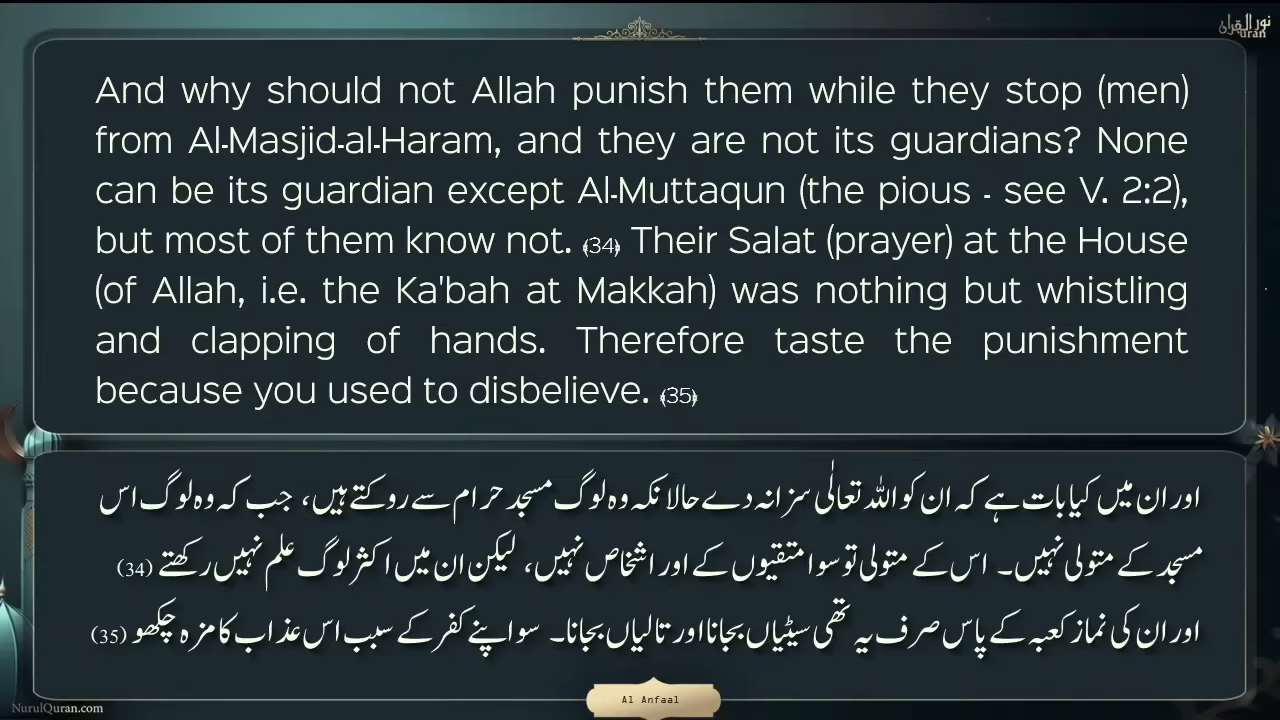 نور القرآن
Quran
And why should not Allah punish them while they stop (men)
from Al-Masjid-al-Haram, and they are not its guardians? None
can be its guardian except Al-Muttaqun (the pious - see V. 2:2),
but most of them know not. ﴾34﴿ Their Salat (prayer) at the House
(of Allah, i.e. the Ka'bah at Makkah) was nothing but whistling
and clapping of hands. Therefore taste the punishment
because you used to disbelieve. ﴾35﴿
اور ان میں کیا بات ہے کہ ان کو اللہ تعالٰی سزا نہ دے حالانکہ وہ لوگ مسجد حرام سے روکتے ہیں، جب کہ وہ لوگ اس
مسجد کے متولی نہیں۔ اس کے متولی تو سوا متقیوں کے اور اشخاص نہیں، لیکن ان میں اکثر لوگ علم نہیں رکھتے (34)
اور ان کی نماز کعبہ کے پاس صرف یہ تھی سیٹیاں بجانا اور تالیاں بجانا۔ سو اپنے کفر کے سبب اس عذاب کا مزہ چکھو (35)
Al Anfaal
NurulQuran.com